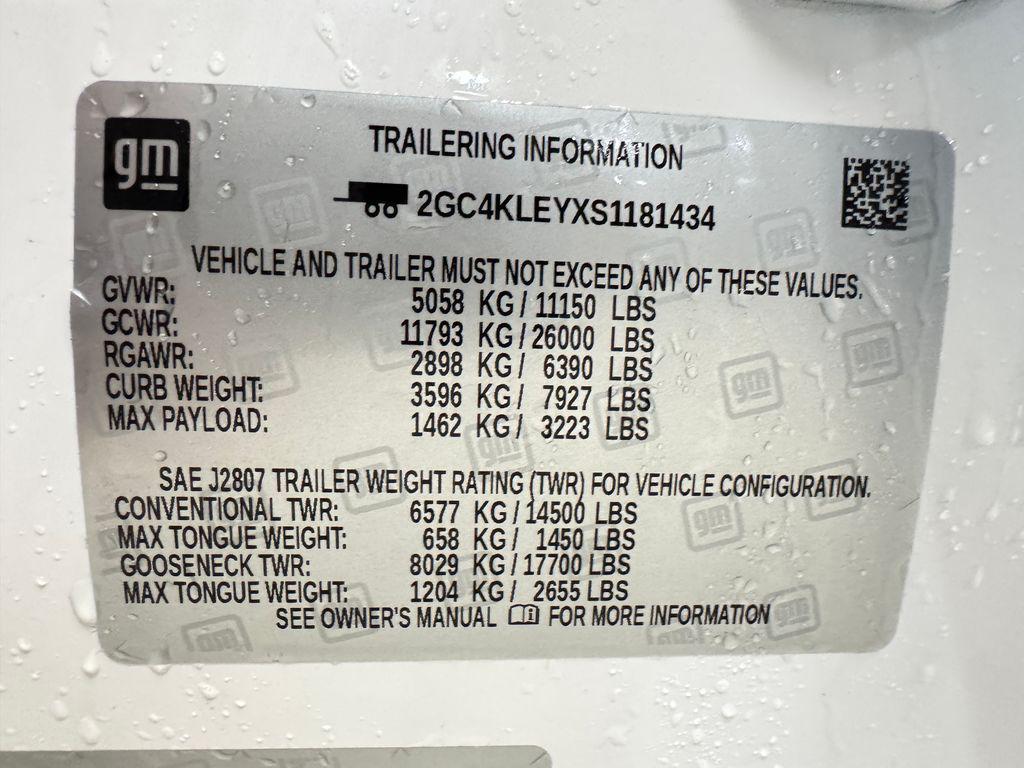 gm
TRAILERING INFORMATION
2GC4KLEYXS1181434
VEHICLE AND TRAILER MUST NOT EXCEED ANY OF THESE VALUES.
GVWR: 5058 KG/ 11150 LBS
GCWR: 11793 KG/ 26000 LBS
RGAWR: 2898 KG/ 6390 LBS
CURB WEIGHT: 3596 KG/ 7927 LBS
MAX PAYLOAD: 1462 KG/ 3223 LBS
SAE J2807 TRAILER WEIGHT RATING (TWR) FOR VEHICLE CONFIGURATION.
CONVENTIONAL TWR: 6577 KG/ 14500 LBS
MAX TONGUE WEIGHT: 658 KG/ 1450 LBS
GOOSENECK TWR: 8029 KG/ 17700 LBS
MAX TONGUE WEIGHT: 1204 KG/ 2655 LBS
SEE OWNER'S MANUAL FOR MORE INFORMATION